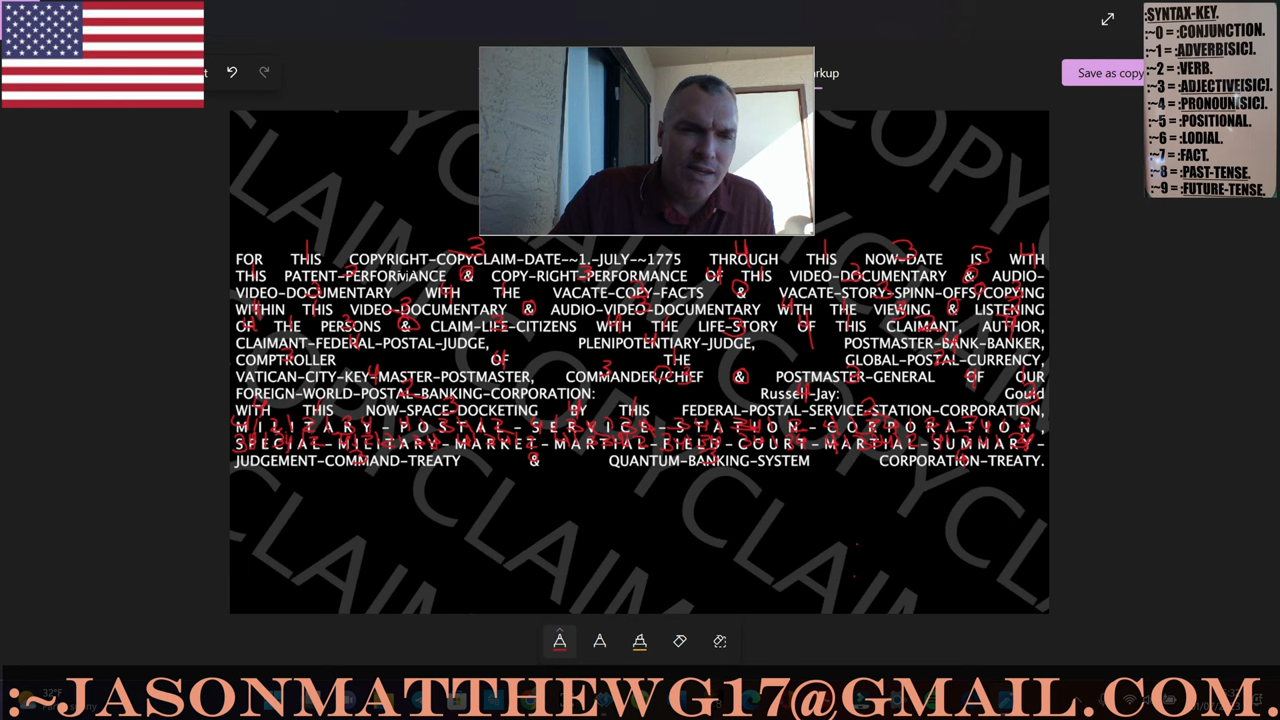 :SYNTAX-KEY.
:~0 = :CONJUNCTION.
:~1 = :ADVERB[SIC].
:~2 = :VERB.
:~3 = :ADJECTIVE[SIC].
:~4 = :PRONOUN[SIC].
:~5 = :POSITIONAL.
:~6 = :LODIAL.
:~7 = :FACT.
:~8 = :PAST-TENSE.
:~9 = :FUTURE-TENSE.
Save as copy
FOR THIS COPYRIGHT-COPYCLAIM-DATE-~1.-JULY-~1775 THROUGH THIS NOW-DATE IS WITH
THIS PATENT-PERFORMANCE & COPY-RIGHT-PERFORMANCE OF THIS VIDEO-DOCUMENTARY & AUDIO-
VIDEO-DOCUMENTARY WITH THE VACATE-COPY-FACTS & VACATE-STORY-SPINN-OFFS/COPYING
WITHIN THIS VIDEO-DOCUMENTARY & AUDIO-VIDEO-DOCUMENTARY WITH THE VIEWING & LISTENING
OF THE PERSONS & CLAIM-LIFE-CITIZENS WITH THE LIFE-STORY OF THIS CLAIMANT, AUTHOR,
CLAIMANT-FEDERAL-POSTAL-JUDGE, PLENIPOTENTIARY-JUDGE, POSTMASTER-BANK-BANKER,
COMPTROLLER OF THE GLOBAL-POSTAL-CURRENCY,
VATICAN-CITY-KEY-MASTER-POSTMASTER, COMMANDER/CHIEF & POSTMASTER-GENERAL OF OUR
FOREIGN-WORLD-POSTAL-BANKING-CORPORATION: Russell-Jay: Gould
WITH THIS NOW-SPACE-DOCKETING BY THIS FEDERAL-POSTAL-SERVICE-STATION-CORPORATION,
MILITARY-POSTAL-SERVICE-STATION-CORPORATION,
SPECIAL-MILITARY-MARKET-MARTIAL-FIELD-COURT-MARTIAL-SUMMARY-
JUDGEMENT-COMMAND-TREATY & QUANTUM-BANKING-SYSTEM CORPORATION-TREATY.
:~JASONMATTHEWG17@GMAIL.COM.